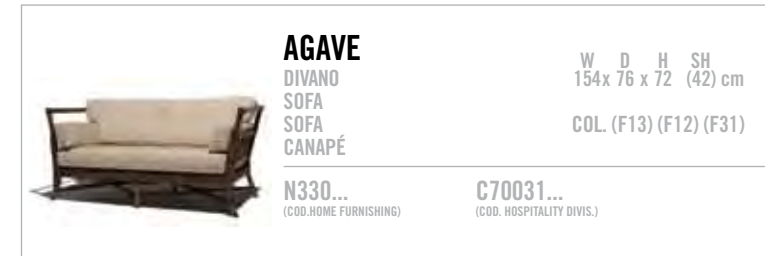 AGAVE
DIVANO
SOFA
SOFA
CANAPÉ
W D H SH
154x 76 x 72 (42) cm
COL. (F13) (F12) (F31)
N330...
(COD.HOME FURNISHING)
C70031...
(COD. HOSPITALITY DIVIS.)